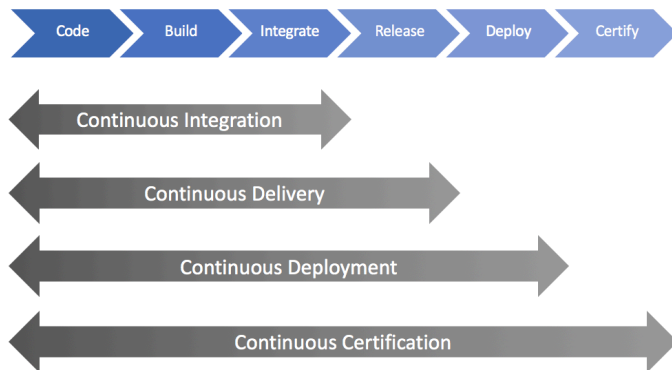 Code
Build
Integrate
Release
Deploy
Certify
Continuous Integration
Continuous Delivery
Continuous Deployment
Continuous Certification